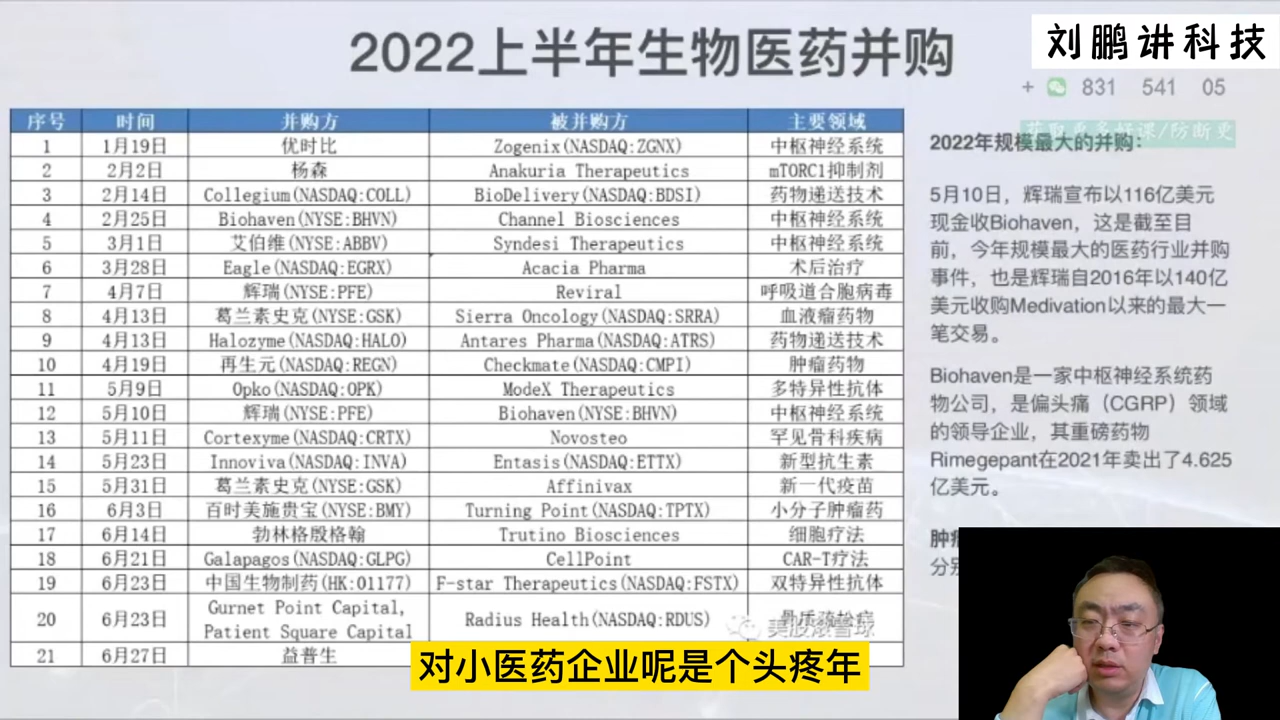 2022上半年生物医药并购
刘鹏讲科技
+ 831 541 05
获取更多好课/防断更
序号 时间 并购方 被并购方 主要领域
1 1月19日 优时比 Zogenix(NASDAQ:ZGNX) 中枢神经系统
2 2月2日 杨森 Anakuria Therapeutics mTORC1抑制剂
3 2月14日 Collegium(NASDAQ:COLL) BioDelivery(NASDAQ:BDSI) 药物递送技术
4 2月25日 Biohaven(NYSE:BHVN) Channel Biosciences 中枢神经系统
5 3月1日 艾伯维(NYSE:ABBV) Syndesi Therapeutics 中枢神经系统
6 3月28日 Eagle(NASDAQ:EGRX) Acacia Pharma 术后治疗
7 4月7日 辉瑞(NYSE:PFE) Reviral 呼吸道合胞病毒
8 4月13日 葛兰素史克(NYSE:GSK) Sierra Oncology(NASDAQ:SRRA) 血液瘤药物
9 4月13日 Halozyme(NASDAQ:HALO) Antares Pharma(NASDAQ:ATRS) 药物递送技术
10 4月19日 再生元(NASDAQ:REGN) Checkmate(NASDAQ:CMPI) 肿瘤药物
11 5月9日 Opko(NASDAQ:OPK) ModeX Therapeutics 多特异性抗体
12 5月10日 辉瑞(NYSE:PFE) Biohaven(NYSE:BHVN) 中枢神经系统
13 5月11日 Cortexyme(NASDAQ:CRTX) Novosteo 罕见骨科疾病
14 5月23日 Innoviva(NASDAQ:INVA) Entasis(NASDAQ:ETTX) 新型抗生素
15 5月31日 葛兰素史克(NYSE:GSK) Affinivax 新一代疫苗
16 6月3日 百时美施贵宝(NYSE:BMY) Turning Point(NASDAQ:TPTX) 小分子肿瘤药
17 6月14日 勃林格殷格翰 Trutino Biosciences 细胞疗法
18 6月21日 Galapagos(NASDAQ:GLPG) CellPoint CAR-T疗法
19 6月23日 中国生物制药(HK:01177) F-star Therapeutics(NASDAQ:FSTX) 双特异性抗体
20 6月23日 Gurnet Point Capital,
Patient Square Capital Radius Health(NASDAQ:RDUS) 骨质疏松症
美股滚雪球
21 6月27日 益普生
2022年规模最大的并购：
5月10日，辉瑞宣布以116亿美元
现金收Biohaven，这是截至目
前，今年规模最大的医药行业并购
事件，也是辉瑞自2016年以140亿
美元收购Medivation以来的最大一
笔交易。
Biohaven是一家中枢神经系统药
物公司，是偏头痛（CGRP）领域
的领导企业，其重磅药物
Rimegepant在2021年卖出了4.625
亿美元。
对小医药企业呢是个头疼年